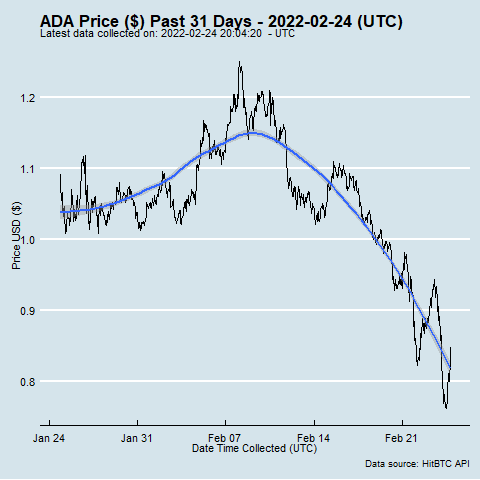 ADA Price ($) Past 31 Days - 2022-02-24 (UTC)
Latest data collected on: 2022-02-24 20:04:20 - UTC
Price USD ($)
1.2
1.1
1.0
0.9
0.8
Jan 24 Jan 31 Feb 07 Feb 14 Feb 21
Date Time Collected (UTC)
Data source: HitBTC API